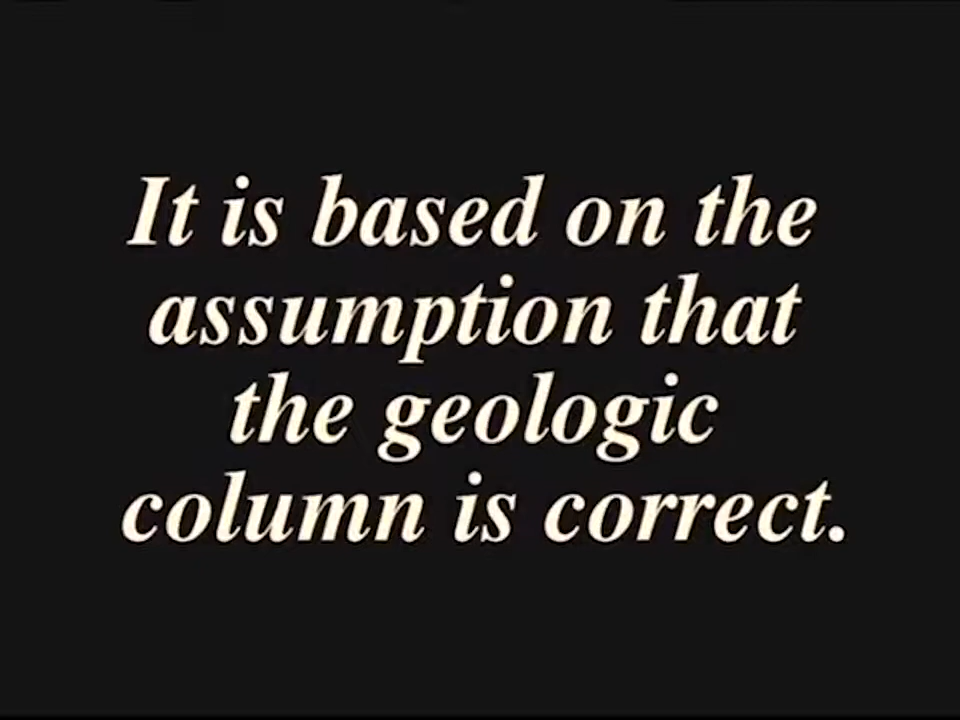 It is based on the
assumption that
the geologic
column is correct.